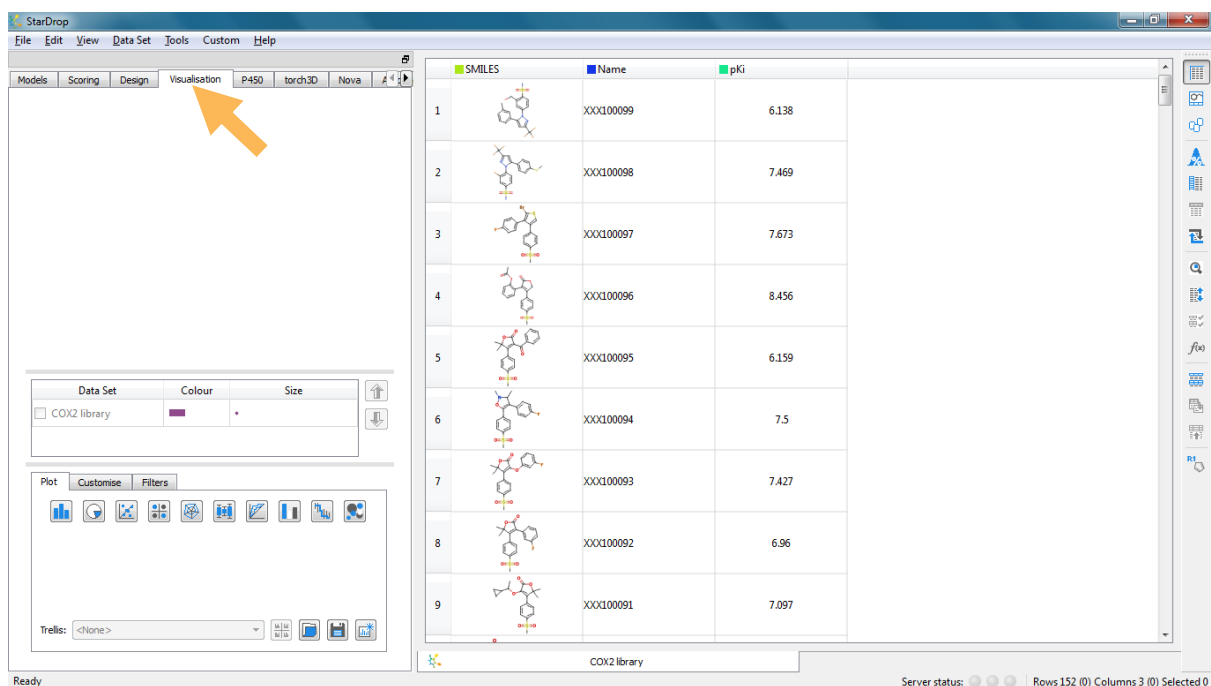 StarDrop
File Edit View Data Set Tools Custom Help
Models Scoring Design Visualisation P450 torch3D Nova
SMILES Name pKi
1 XXX100099 6.138
2 XXX100098 7.469
3 XXX100097 7.673
4 XXX100096 8.456
5 XXX100095 6.159
6 XXX100094 7.5
7 XXX100093 7.427
8 XXX100092 6.96
9 XXX100091 7.097
Data Set Colour Size
COX2 library
Plot Customise Filters
Trellis: <None>
f(x)
R1
COX2 library
Ready
Server status: Rows 152 (0) Columns 3 (0) Selected 0